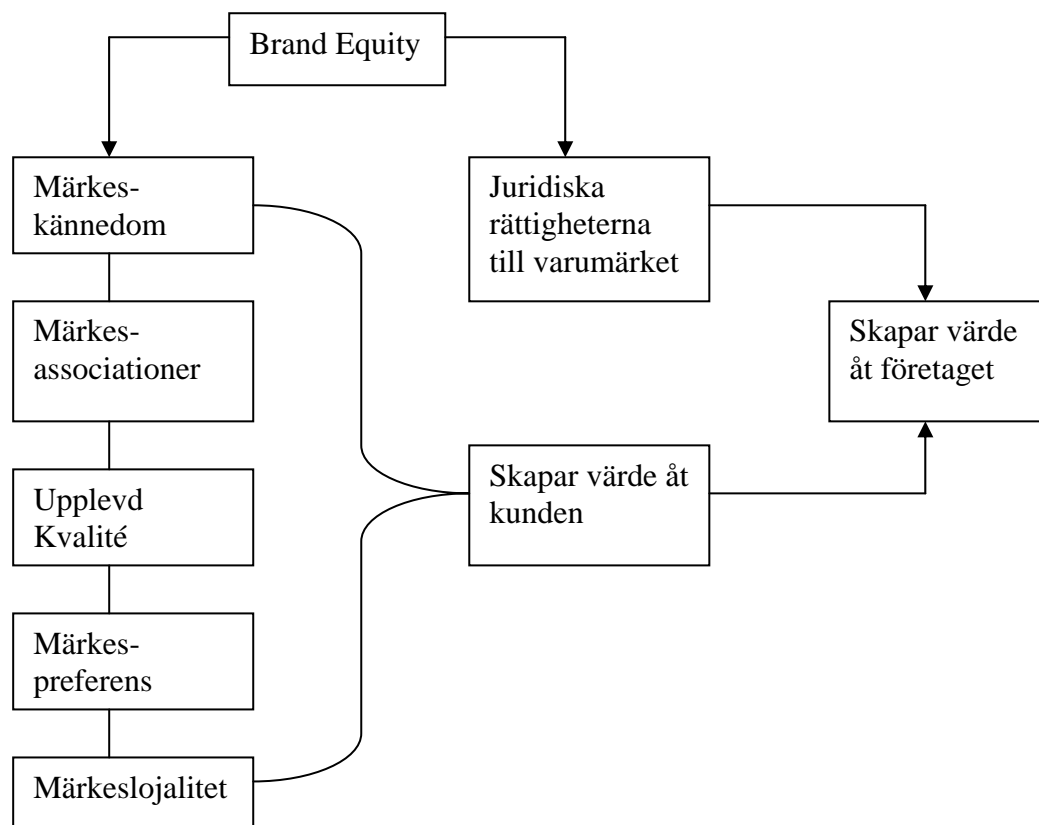 Brand Equity
Märkes-
kännedom
Juridiska
rättigheterna
till varumärket
Märkes-
associationer
Skapar värde
åt företaget
Upplevd
Kvalité
Skapar värde åt
kunden
Märkes-
preferens
Märkeslojalitet